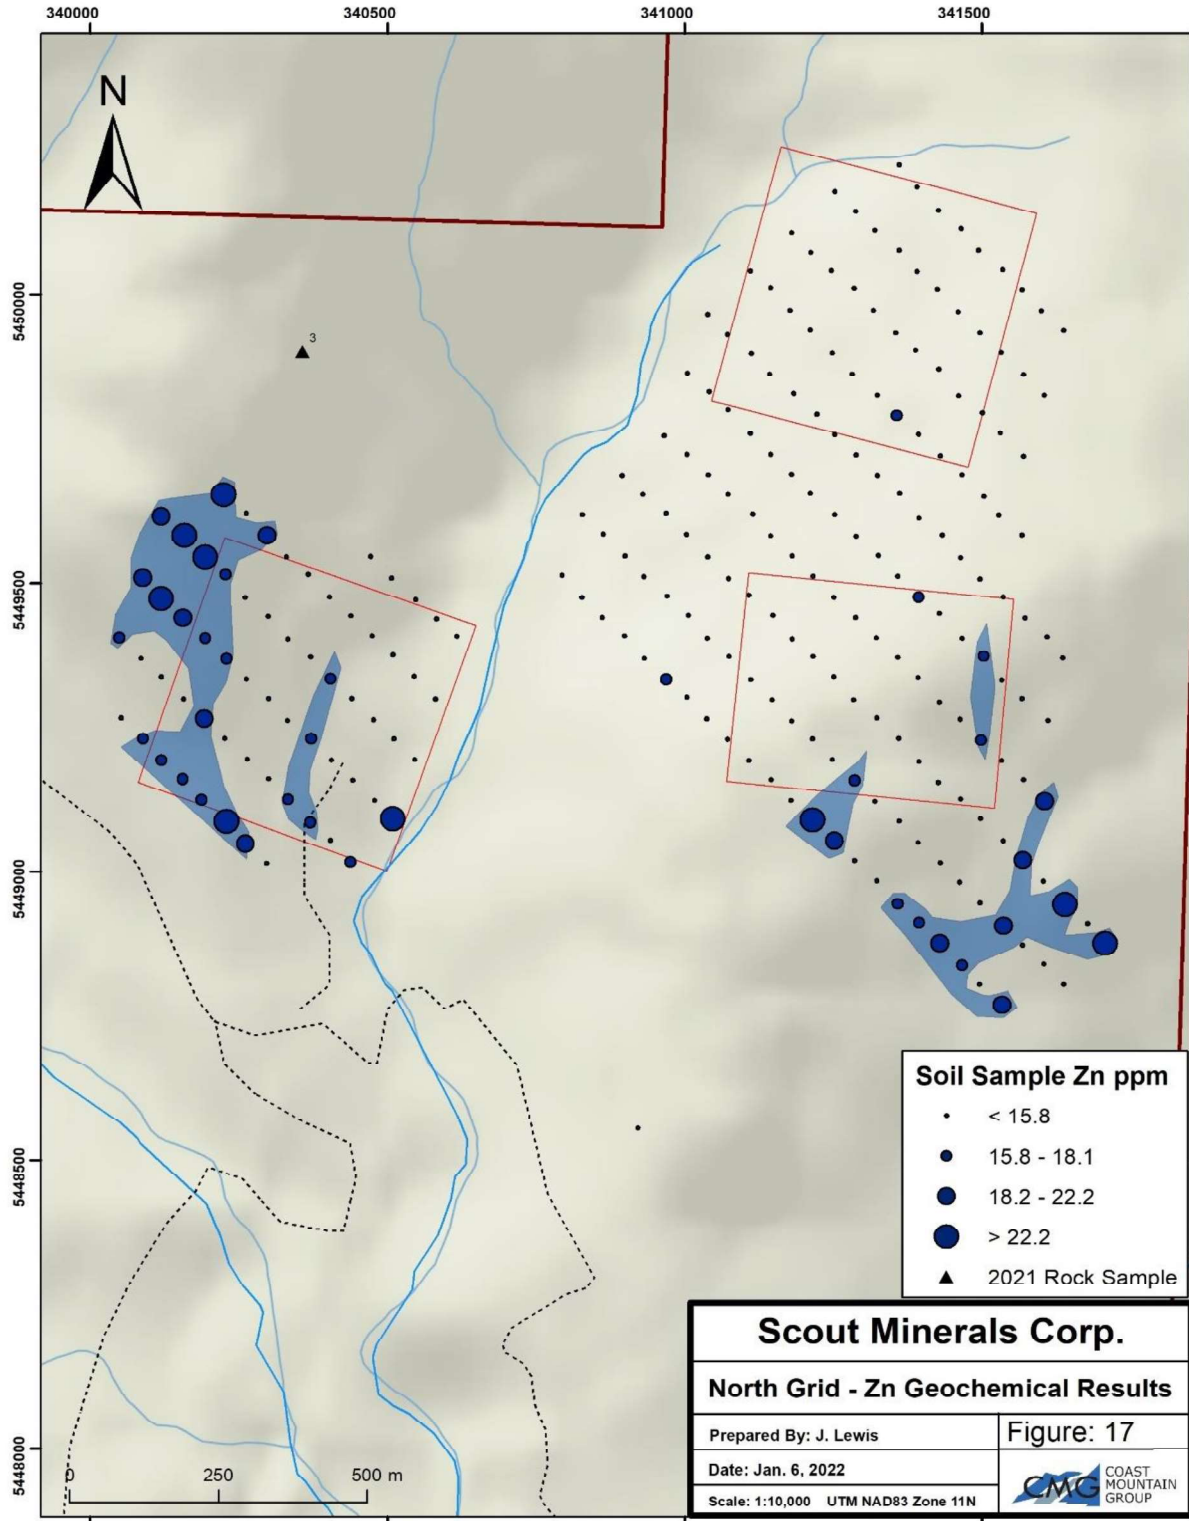 340000 340500 341000 341500
N
5450000
3
5449500
5449000
5448500
5448000
Soil Sample Zn ppm
< 15.8
15.8 - 18.1
18.2 - 22.2
> 22.2
2021 Rock Sample
Scout Minerals Corp.
North Grid - Zn Geochemical Results
Prepared By: J. Lewis
Figure: 17
Date: Jan. 6, 2022
Scale: 1:10,000 UTM NAD83 Zone 11N
CMG
COAST
MOUNTAIN
GROUP
0 250 500 m